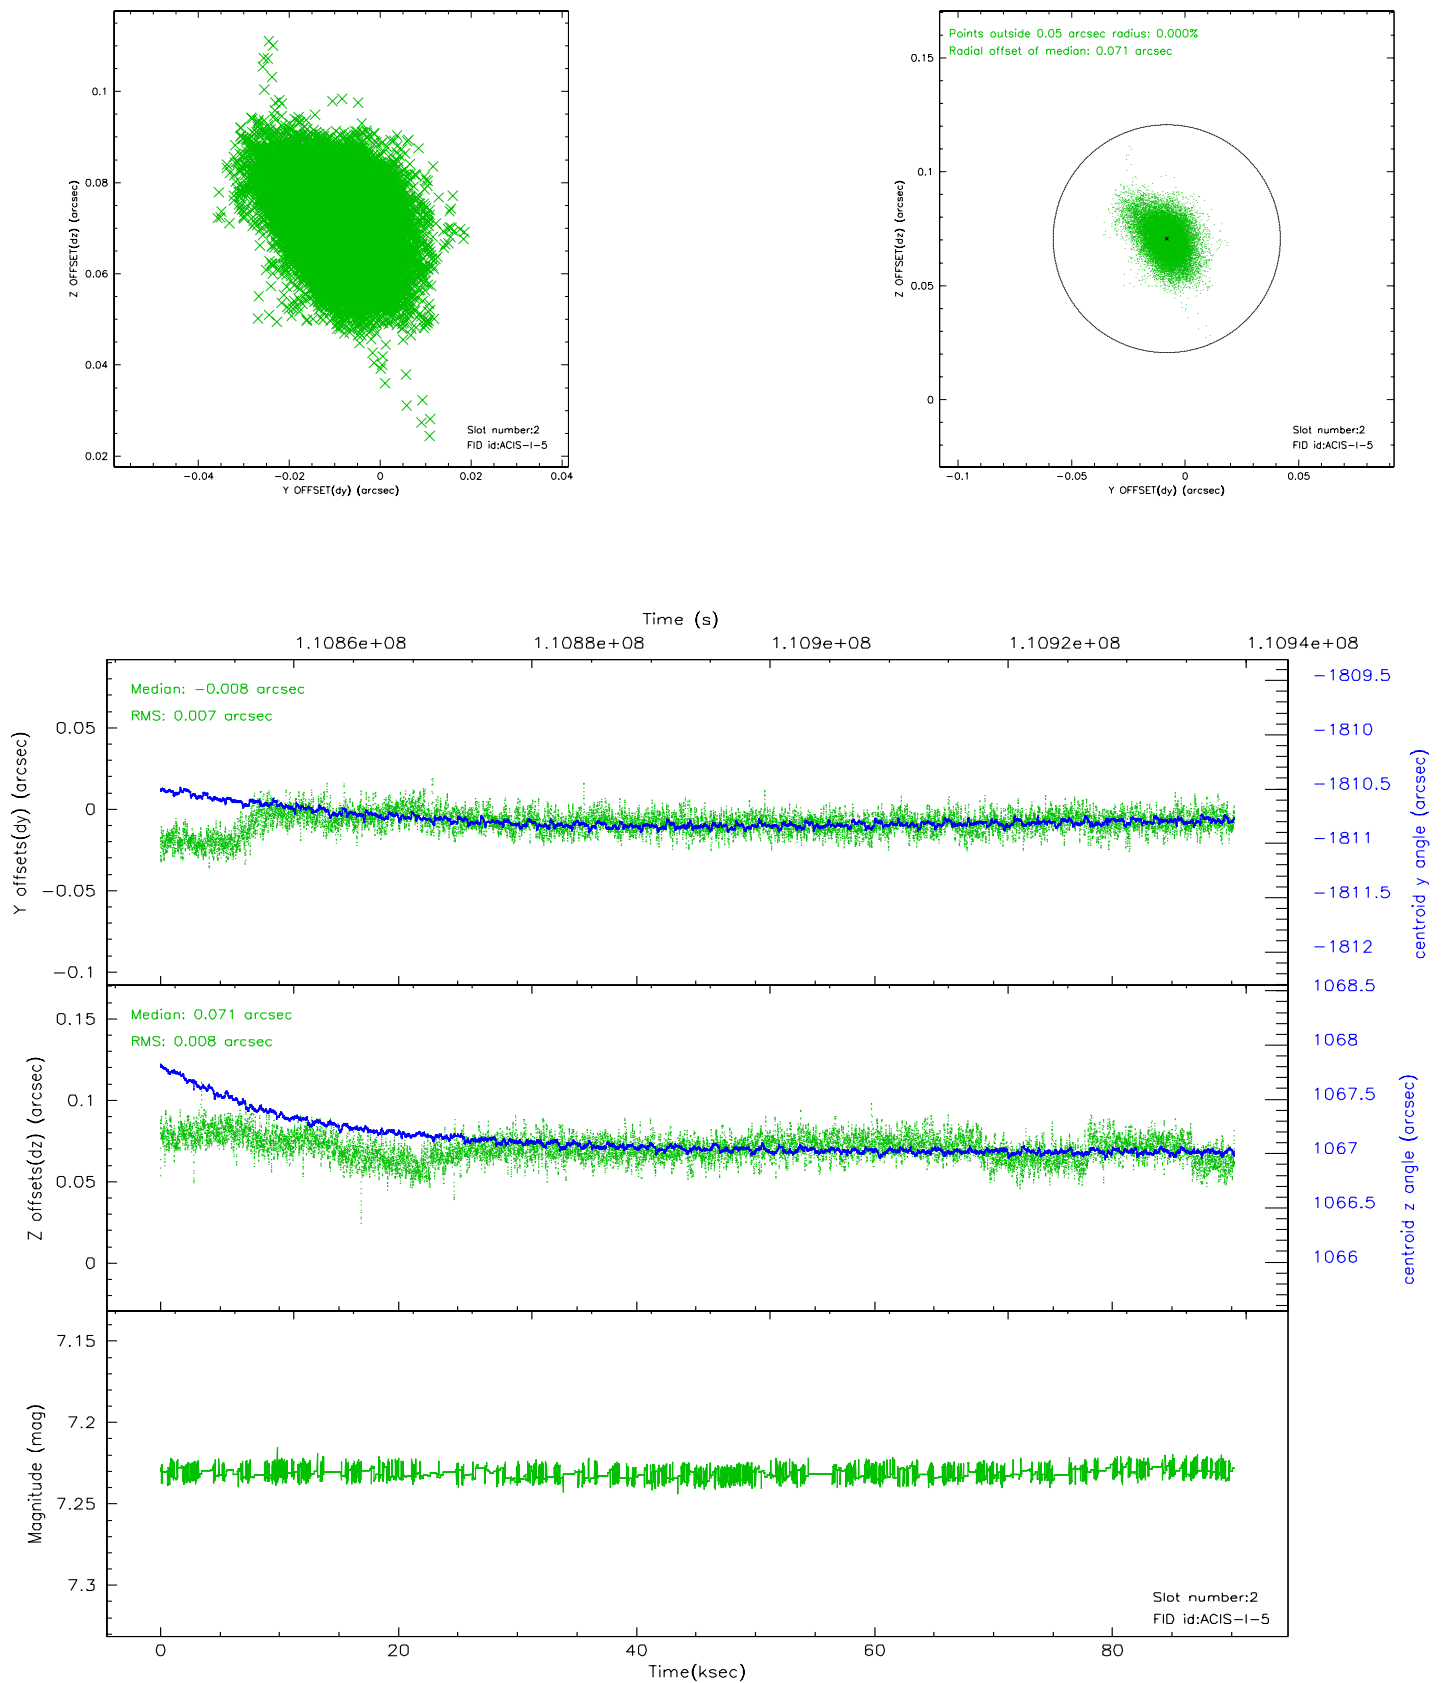 0.1
0.08
0.06
0.04
0.02
Z OFFSET(dz) (arcsec)
Slot number:2
FID id:ACIS-I-5
-0.04
-0.02
0
0.02
0.04
Y OFFSET(dy) (arcsec)
Points outside 0.05 arcsec radius: 0.000%
Radial offset of median: 0.071 arcsec
0.15
0.1
0.05
0
Z OFFSET(dz) (arcsec)
Slot number:2
FID id:ACIS-I-5
-0.1
-0.05
0
0.05
Y OFFSET(dy) (arcsec)
Time (s)
1.1086e+08
1.1088e+08
1.109e+08
1.1092e+08
1.1094e+08
Median: -0.008 arcsec
RMS: 0.007 arcsec
0.05
0
-0.05
-0.1
Y offsets(dy) (arcsec)
-1809.5
-1810
-1810.5
-1811
-1811.5
-1812
centroid y angle (arcsec)
Median: 0.071 arcsec
RMS: 0.008 arcsec
0.15
0.1
0.05
0
Z offsets(dz) (arcsec)
1068.5
1068
1067.5
1067
1066.5
1066
centroid z angle (arcsec)
7.15
7.2
7.25
7.3
Magnitude (mag)
Slot number:2
FID id:ACIS-I-5
0
20
40
60
80
Time(ksec)